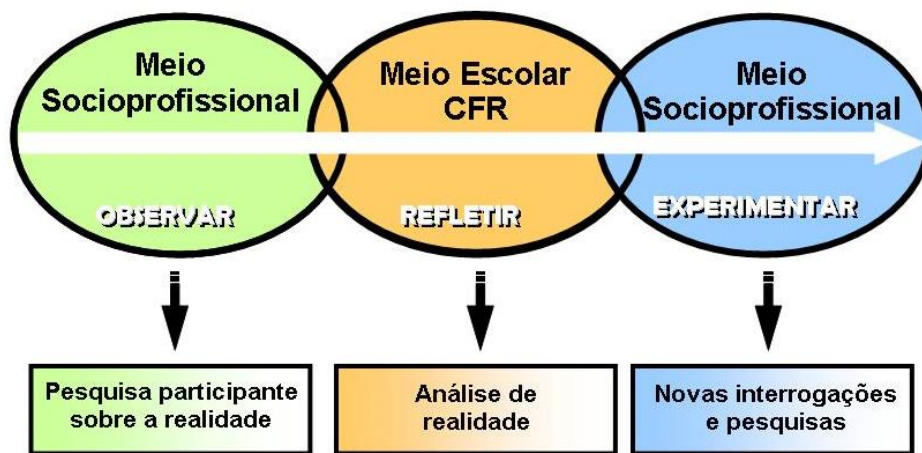 Meio
Socioprofissional
OBSERVAR
Meio Escolar
CFR
REFLETIR
Meio
Socioprofissional
EXPERIMENTAR
Pesquisa participante
sobre a realidade
Análise de
realidade
Novas interrogações
e pesquisas